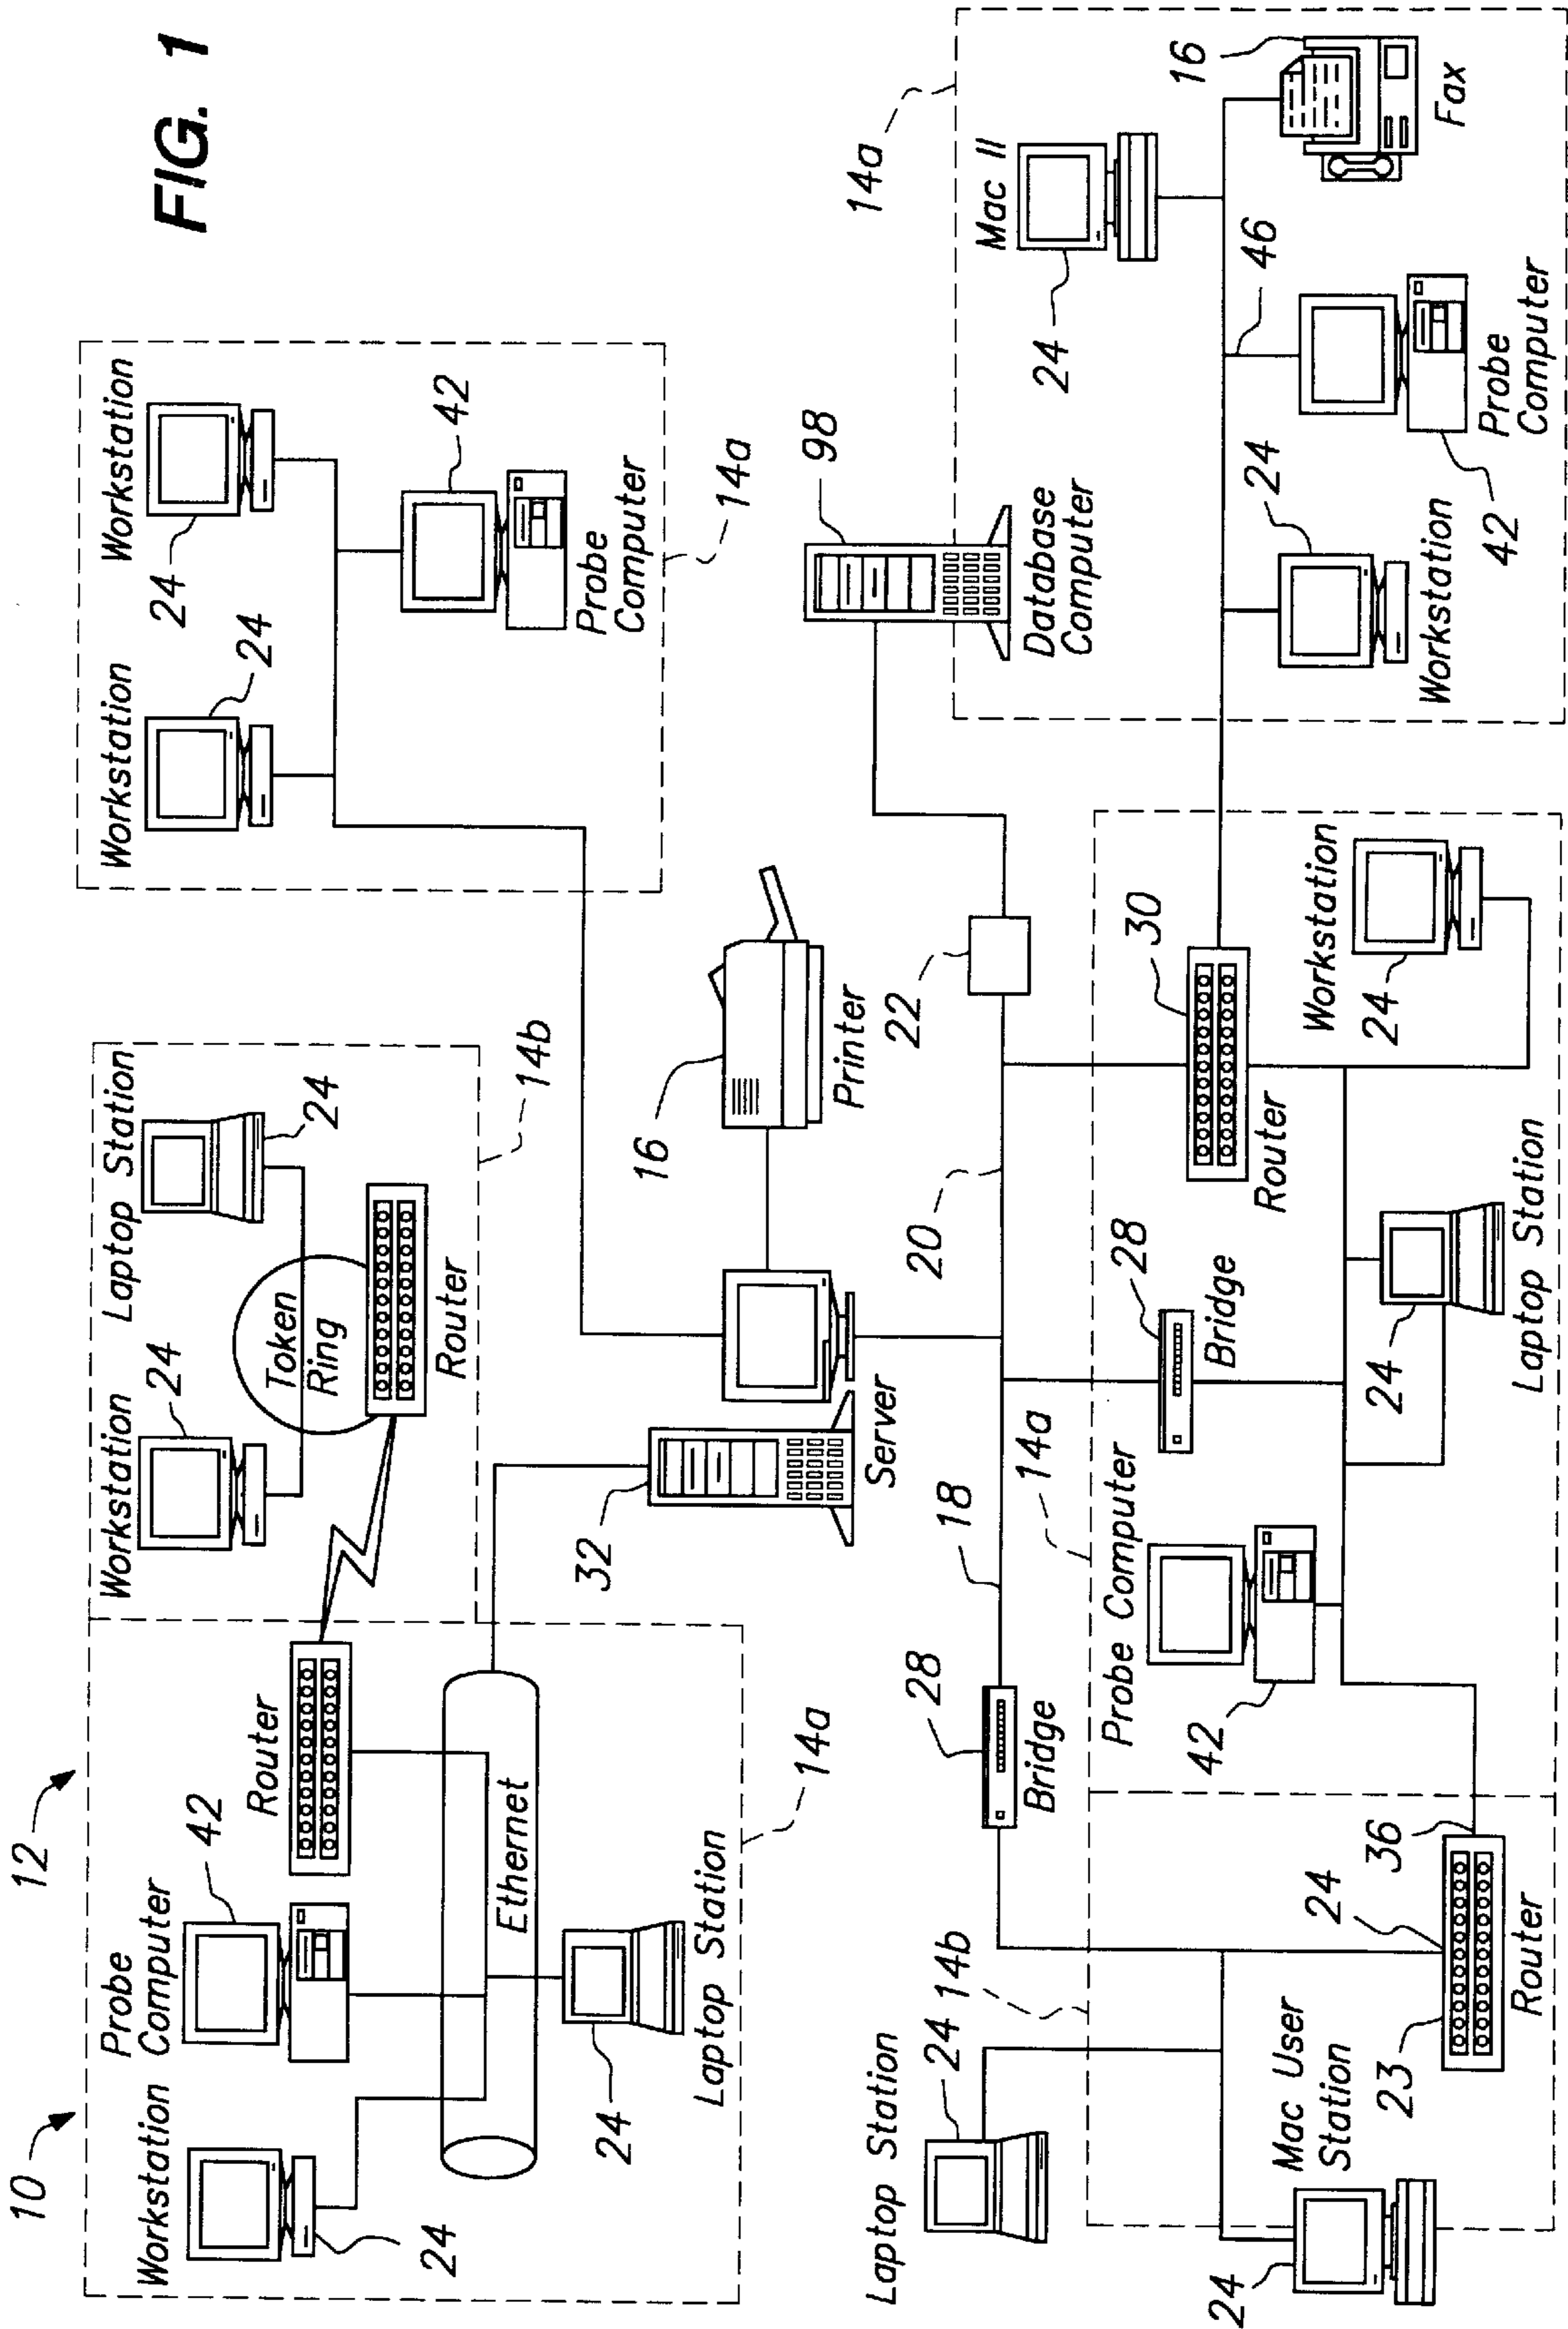 FIG. 1
10
12
Workstation
24
Probe
Computer
42
Router
Ethernet
24
Laptop Station
14a
Workstation
24
Laptop Station
24
Token
Ring
Router
14b
32
Server
16
Printer
Workstation
24
Workstation
24
42
Probe
Computer
14a
Laptop Station
24
14b
28
Bridge
18
20
22
98
Database
Computer
24
Mac User
Station
23
24
36
Router
Probe Computer
42
14a
28
Bridge
30
Router
24
Laptop Station
Workstation
24
14a
Mac II
24
16
Fax
46
24
Workstation
42
Probe
Computer